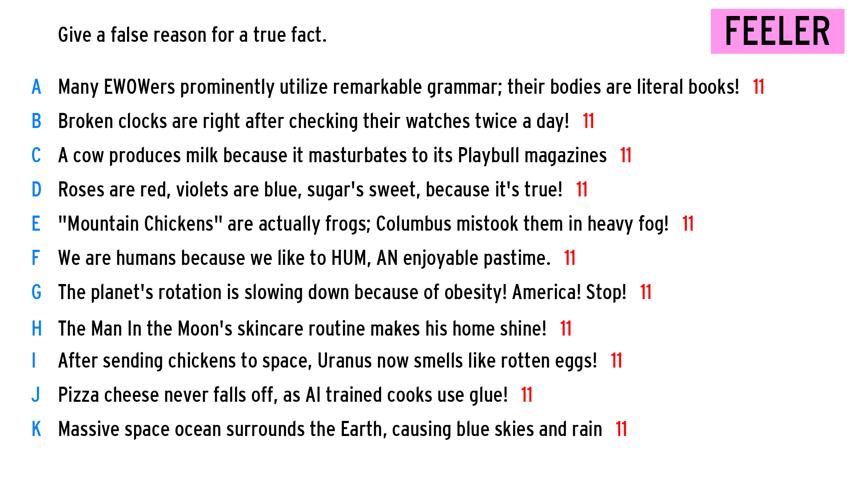 Give a false reason for a true fact.
FEELER
A Many EWOWers prominently utilize remarkable grammar; their bodies are literal books! 11
B Broken clocks are right after checking their watches twice a day! 11
C A cow produces milk because it masturbates to its Playbull magazines 11
D Roses are red, violets are blue, sugar's sweet, because it's true! 11
E "Mountain Chickens" are actually frogs; Columbus mistook them in heavy fog! 11
F We are humans because we like to HUM, AN enjoyable pastime. 11
G The planet's rotation is slowing down because of obesity! America! Stop! 11
H The Man In the Moon's skincare routine makes his home shine! 11
I After sending chickens to space, Uranus now smells like rotten eggs! 11
J Pizza cheese never falls off, as AI trained cooks use glue! 11
K Massive space ocean surrounds the Earth, causing blue skies and rain 11